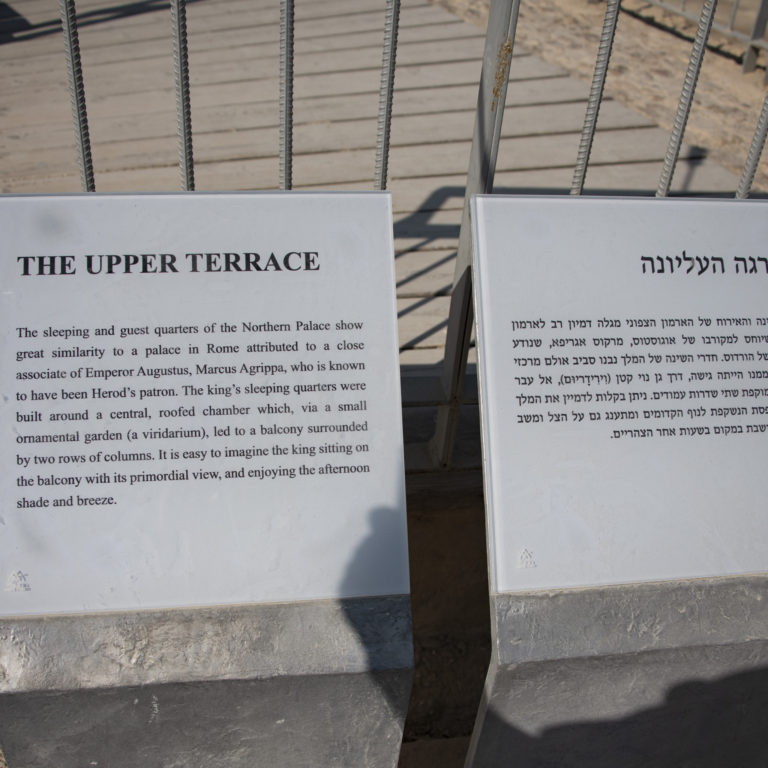 THE UPPER TERRACE
The sleeping and guest quarters of the Northern Palace show
great similarity to a palace in Rome attributed to a close
associate of Emperor Augustus, Marcus Agrippa, who is known
to have been Herod's patron. The king's sleeping quarters were
built around a central, roofed chamber which, via a small
ornamental garden (a viridarium), led to a balcony surrounded
by two rows of columns. It is easy to imagine the king sitting on
the balcony with its primordial view, and enjoying the afternoon
shade and breeze.
העליונה
והאירוח של הארמון הצפוני מגלה דמיון רב לארמון
למקורבו של אוגוסטוס, מרקוס אגריפא, שנודע
של הורדוס. חדרי השינה של המלך נבנו סביב אולם מרכזי
הייתה גישה, דרך גן נוי קטן (וירידריום), אל עבר
מוקפת שתי שדרות עמודים. ניתן בקלות לדמיין את המלך
הנשקפת לנוף הקדומים ומתענג גם על הצל ומשב
במקום בשעות אחר הצהריים.